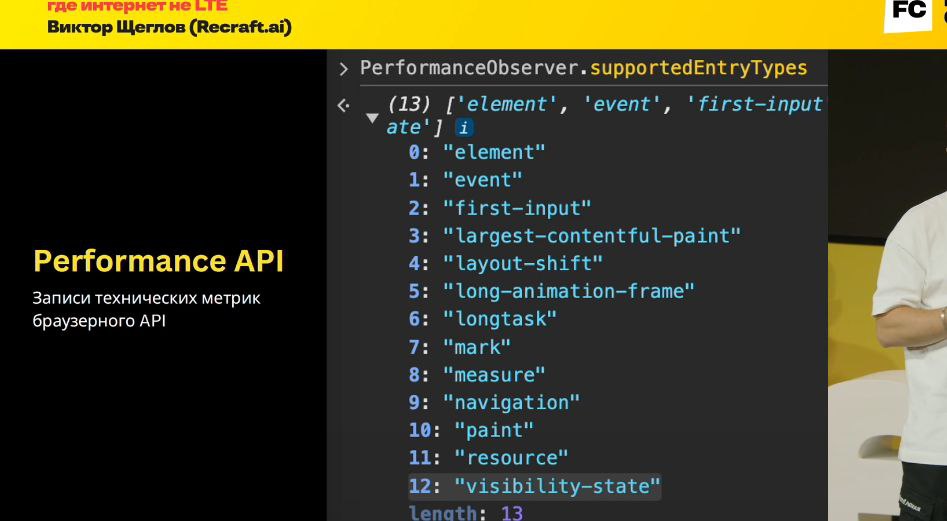 где интернет не LTE
Виктор Щеглов (Recraft.ai)
FC
Performance API
Записи технических метрик
браузерного API
> PerformanceObserver.supportedEntryTypes
(13) ['element', 'event', 'first-input
ate']
0: "element"
1: "event"
2: "first-input"
3: "largest-contentful-paint"
4: "layout-shift"
5: "long-animation-frame"
6: "longtask"
7: "mark"
8: "measure"
9: "navigation"
10: "paint"
11: "resource"
12: "visibility-state"
length: 13